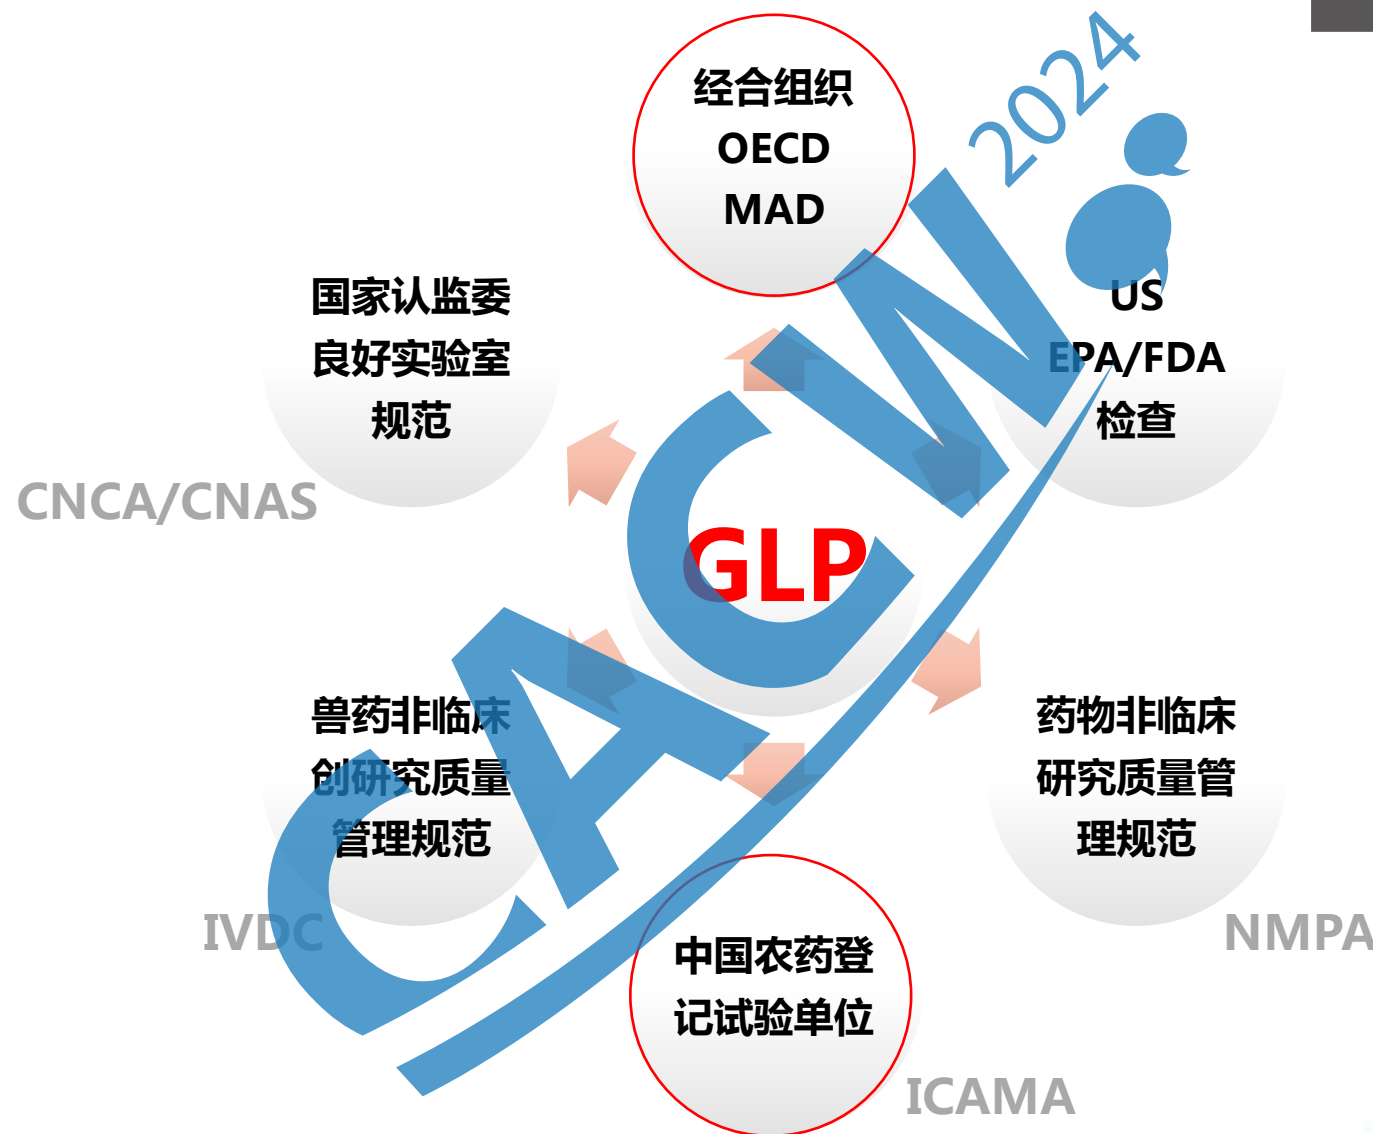 经合组织
OECD
MAD
2024
国家认监委
良好实验室
规范
US
EPA/FDA
检查
CNCA/CNAS
GLP
CACW
兽药非临床
创研究质量
管理规范
药物非临床
研究质量管
理规范
IVDC
NMPA
中国农药登
记试验单位
ICAMA